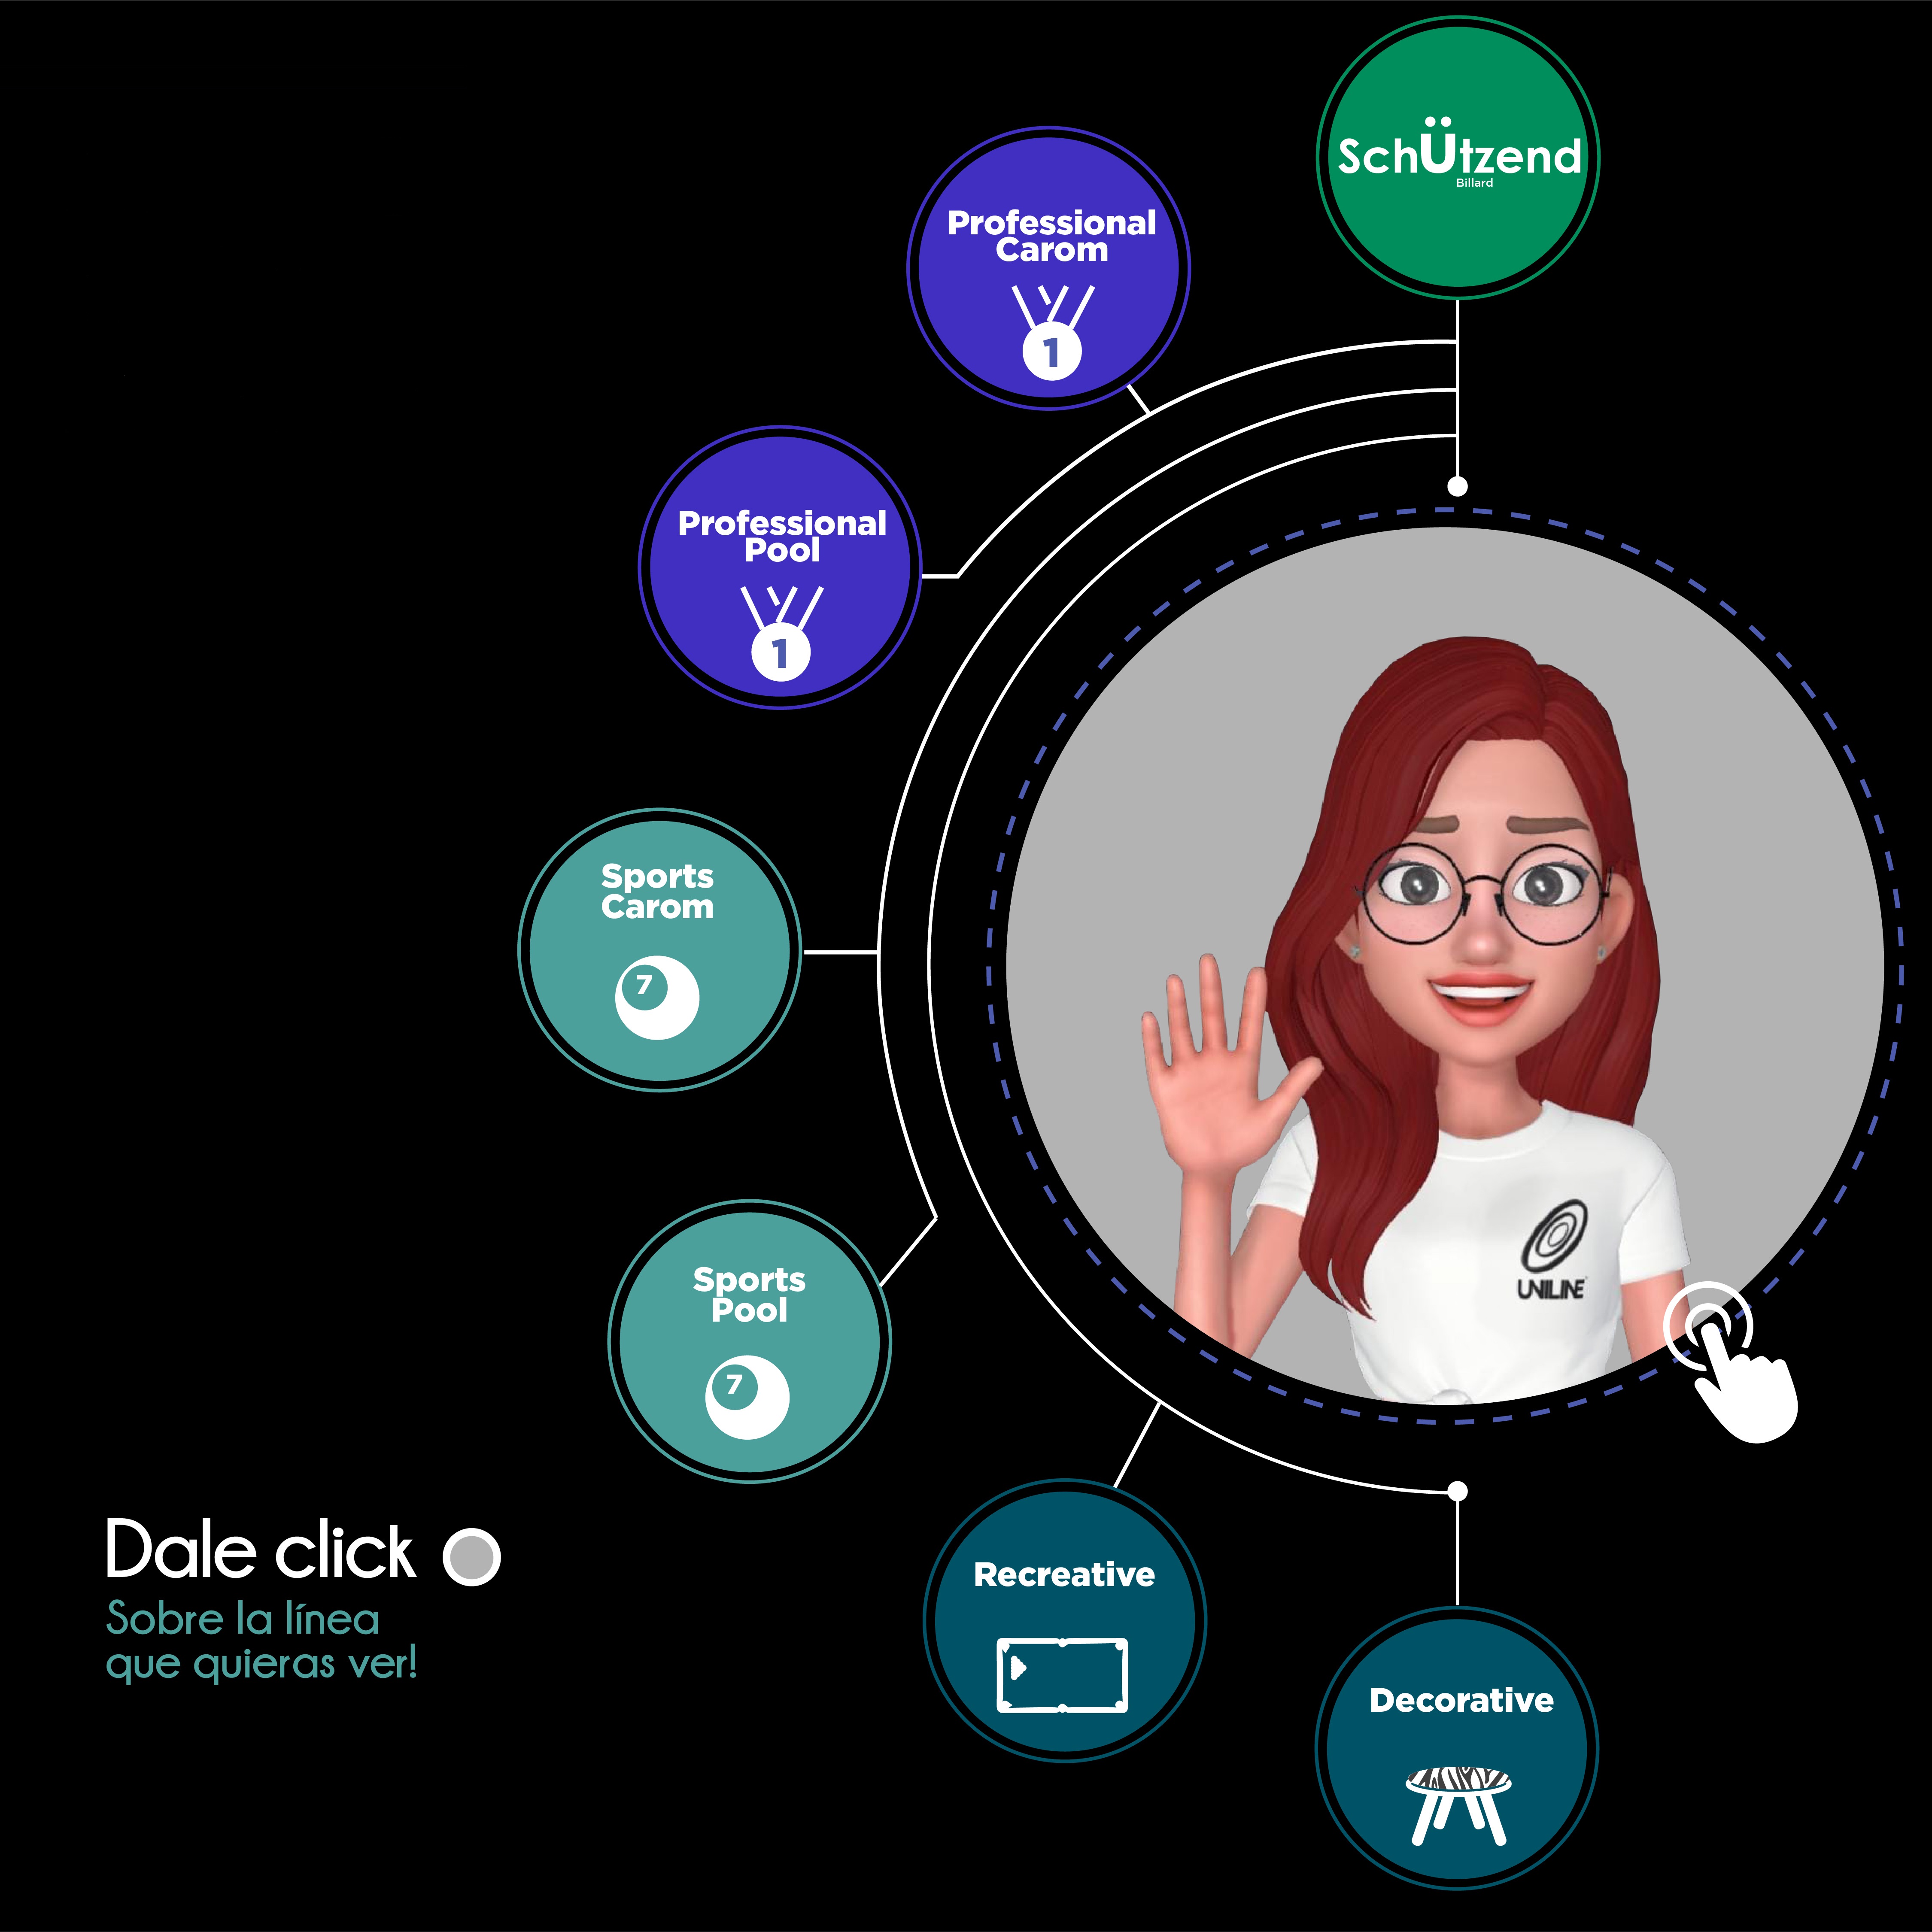 SchÜtzend
Billard
Professional
Carom
1
Professional
Pool
1
Sports
Carom
7
Sports
Pool
7
UNILINE
Dale click
Sobre la línea
que quieras ver!
Recreative
Decorative